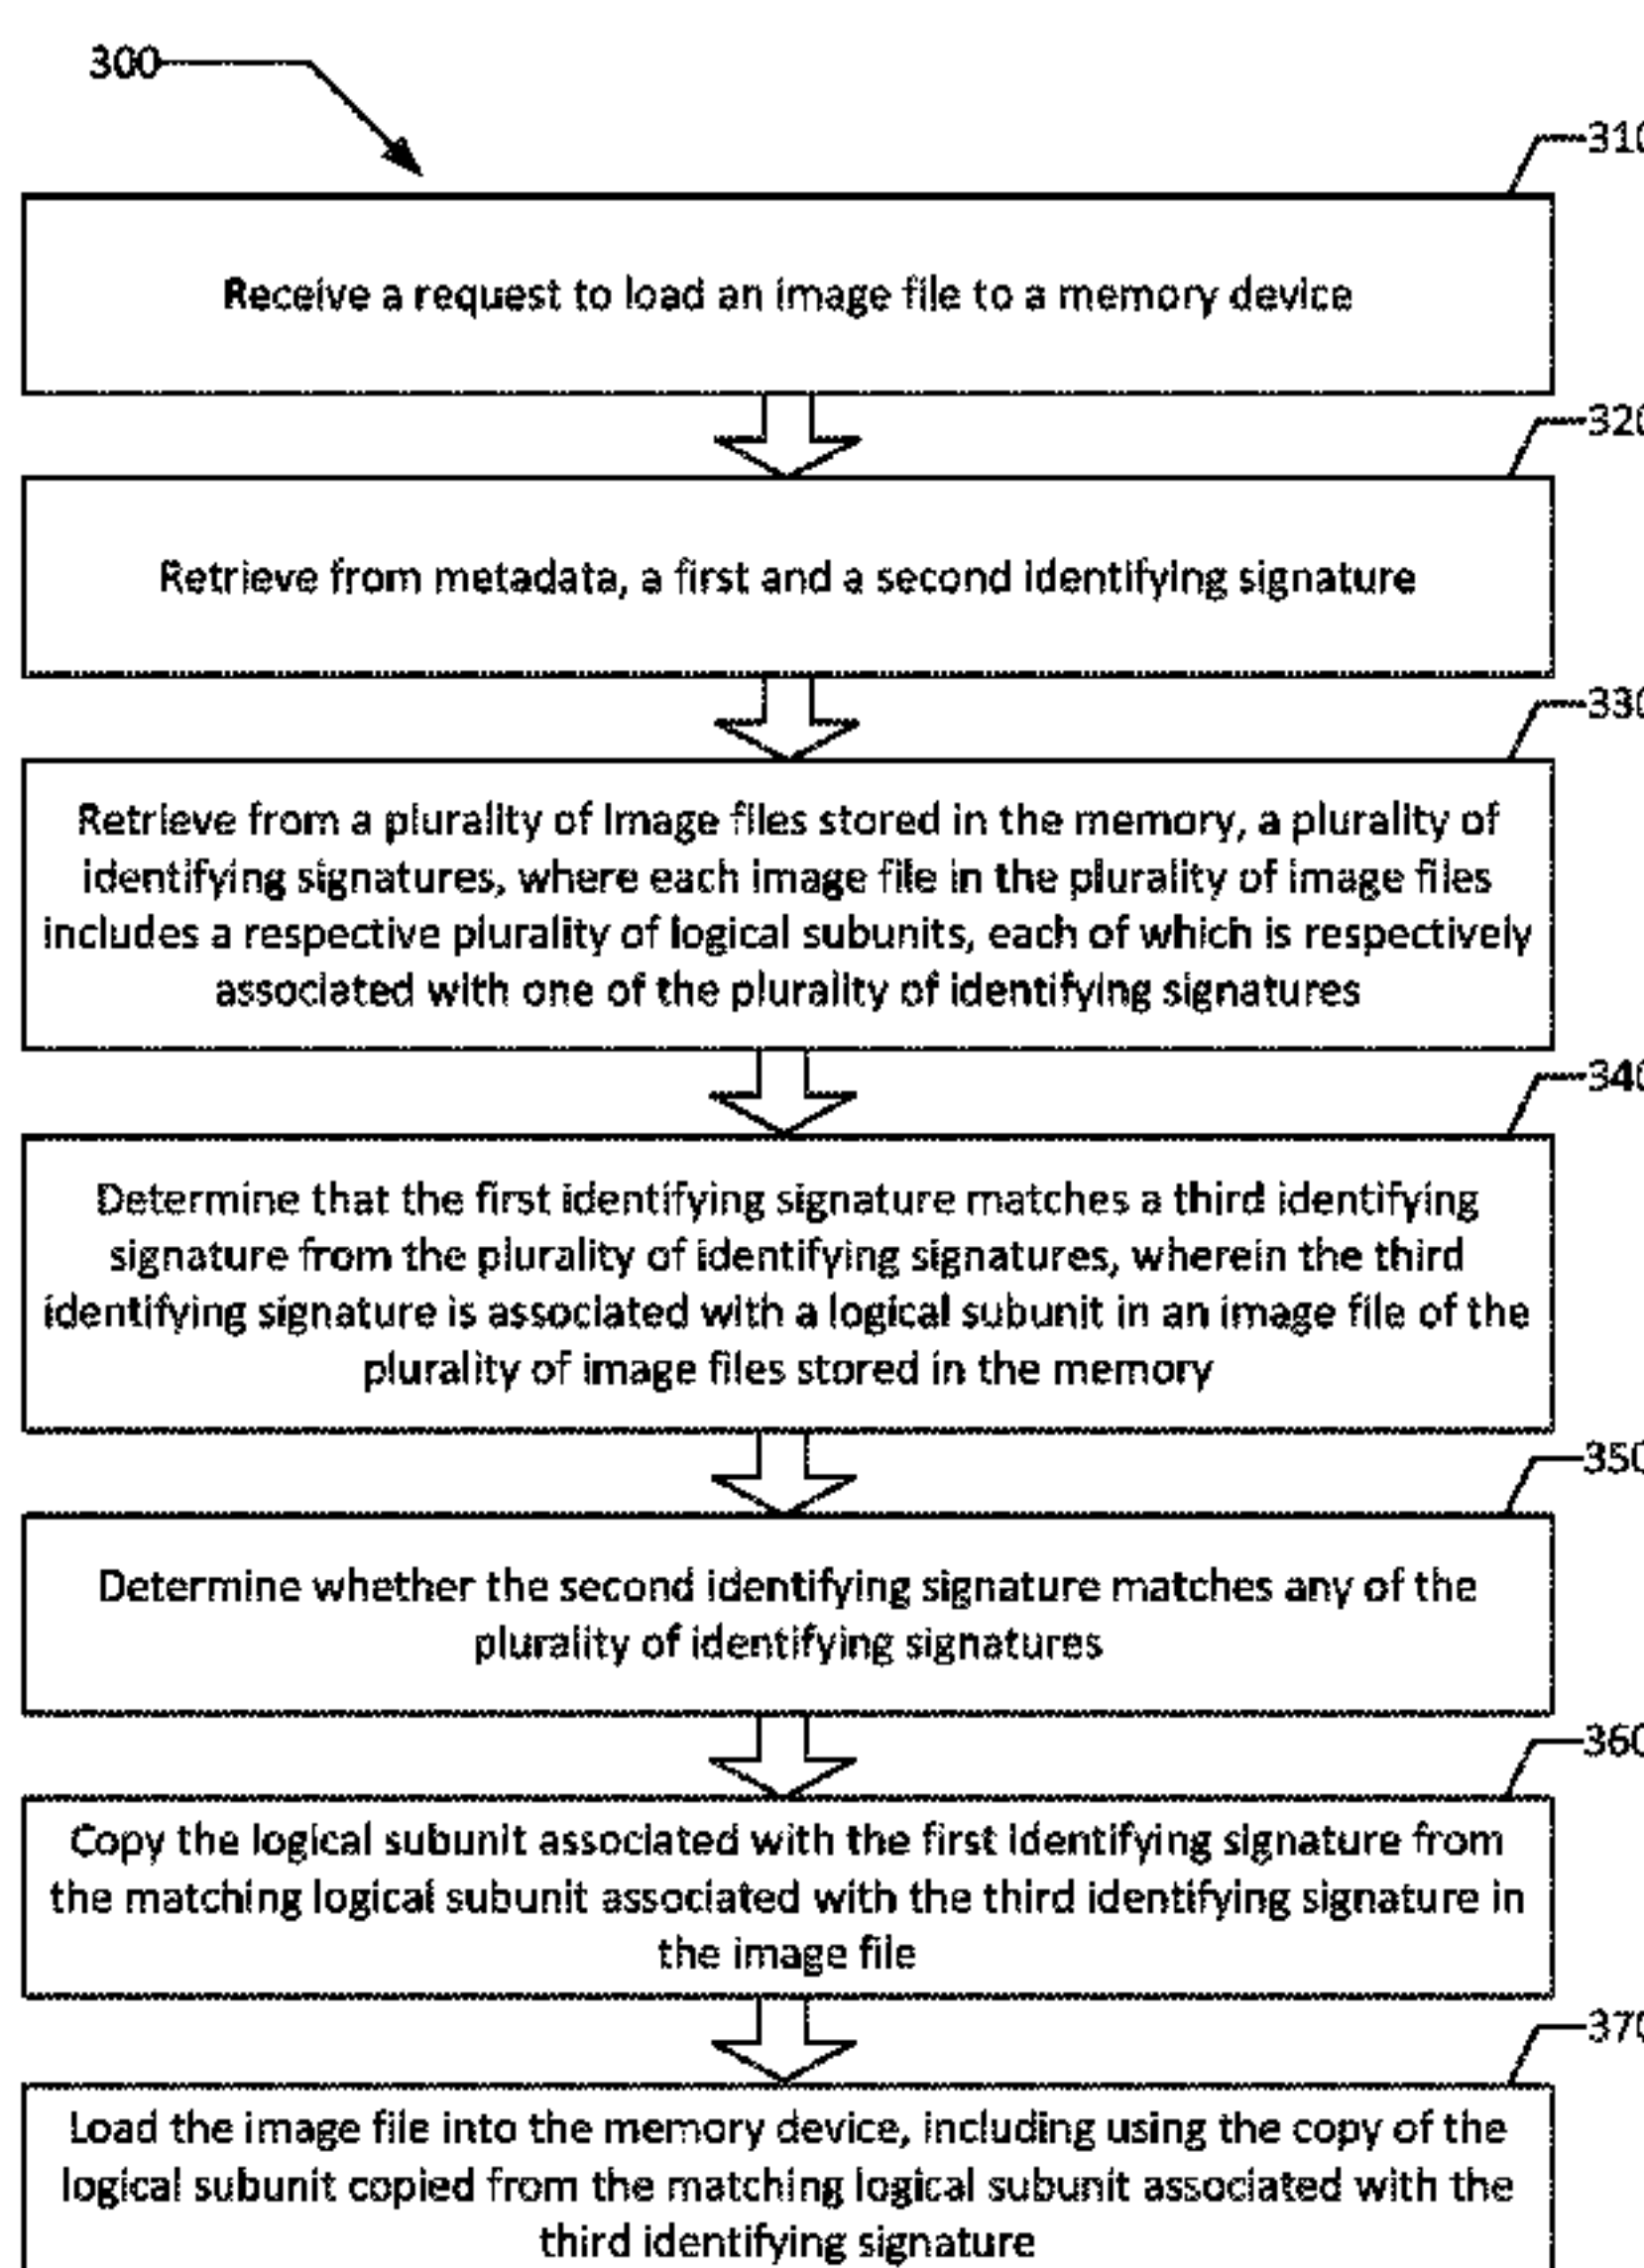 300
310
Receive a request to load an image file to a memory device
320
Retrieve from metadata, a first and a second identifying signature
330
Retrieve from a plurality of image files stored in the memory, a plurality of
identifying signatures, where each image file in the plurality of image files
includes a respective plurality of logical subunits, each of which is respectively
associated with one of the plurality of identifying signatures
340
Determine that the first identifying signature matches a third identifying
signature from the plurality of identifying signatures, wherein the third
identifying signature is associated with a logical subunit in an image file of the
plurality of image files stored in the memory
350
Determine whether the second identifying signature matches any of the
plurality of identifying signatures
360
Copy the logical subunit associated with the first identifying signature from
the matching logical subunit associated with the third identifying signature in
the image file
370
Load the image file into the memory device, including using the copy of the
logical subunit copied from the matching logical subunit associated with the
third identifying signature